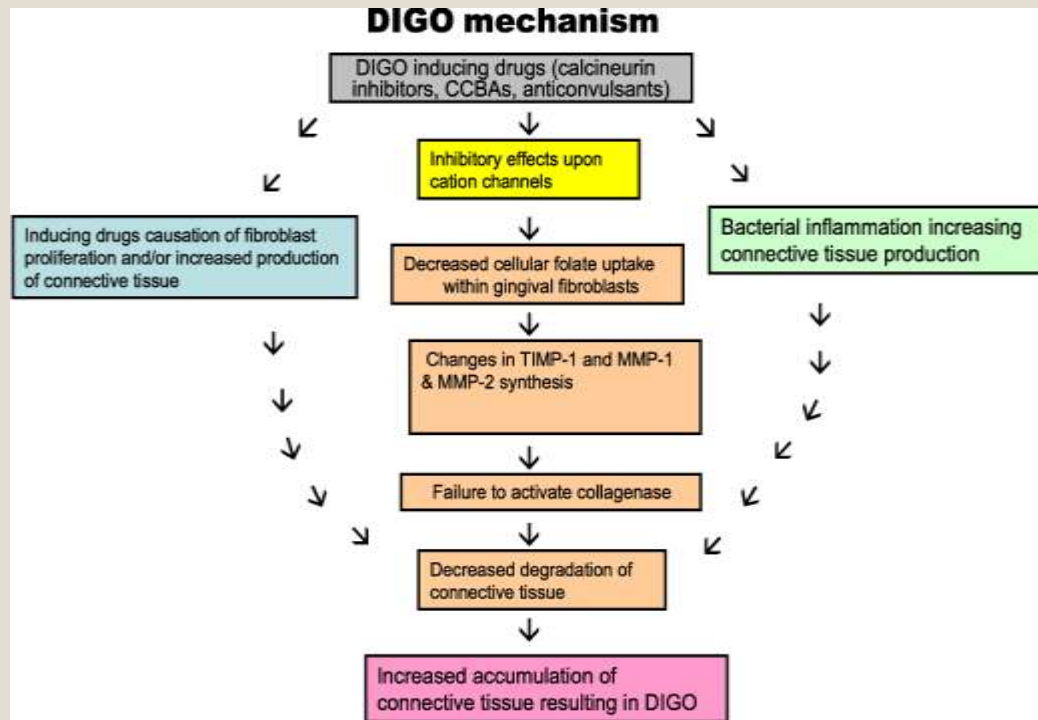 DIGO mechanism
DIGO inducing drugs (calcineurin
inhibitors, CCBAs, anticonvulsants)
Inhibitory effects upon
cation channels
Inducing drugs causation of fibroblast
proliferation and/or increased production
of connective tissue
Decreased cellular folate uptake
within gingival fibroblasts
Bacterial inflammation increasing
connective tissue production
Changes in TIMP-1 and MMP-1
& MMP-2 synthesis
Failure to activate collagenase
Decreased degradation of
connective tissue
Increased accumulation of
connective tissue resulting in DIGO